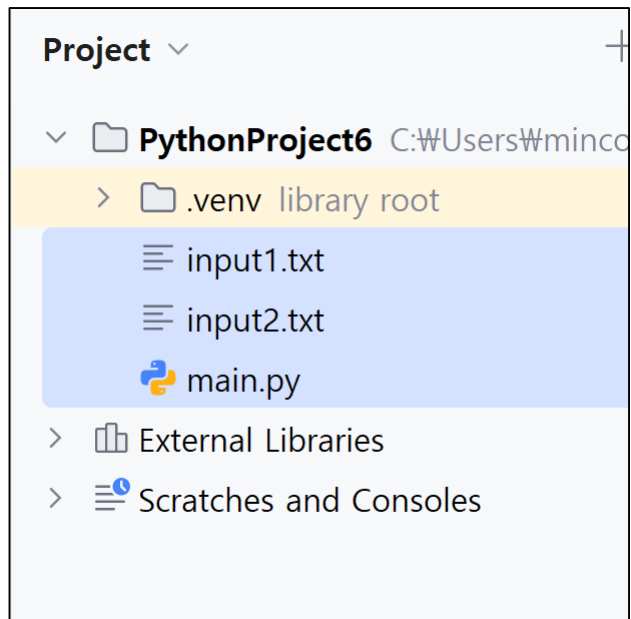 Project
PythonProject6 C:₩Users₩minco
.venv library root
input1.txt
input2.txt
main.py
External Libraries
Scratches and Consoles